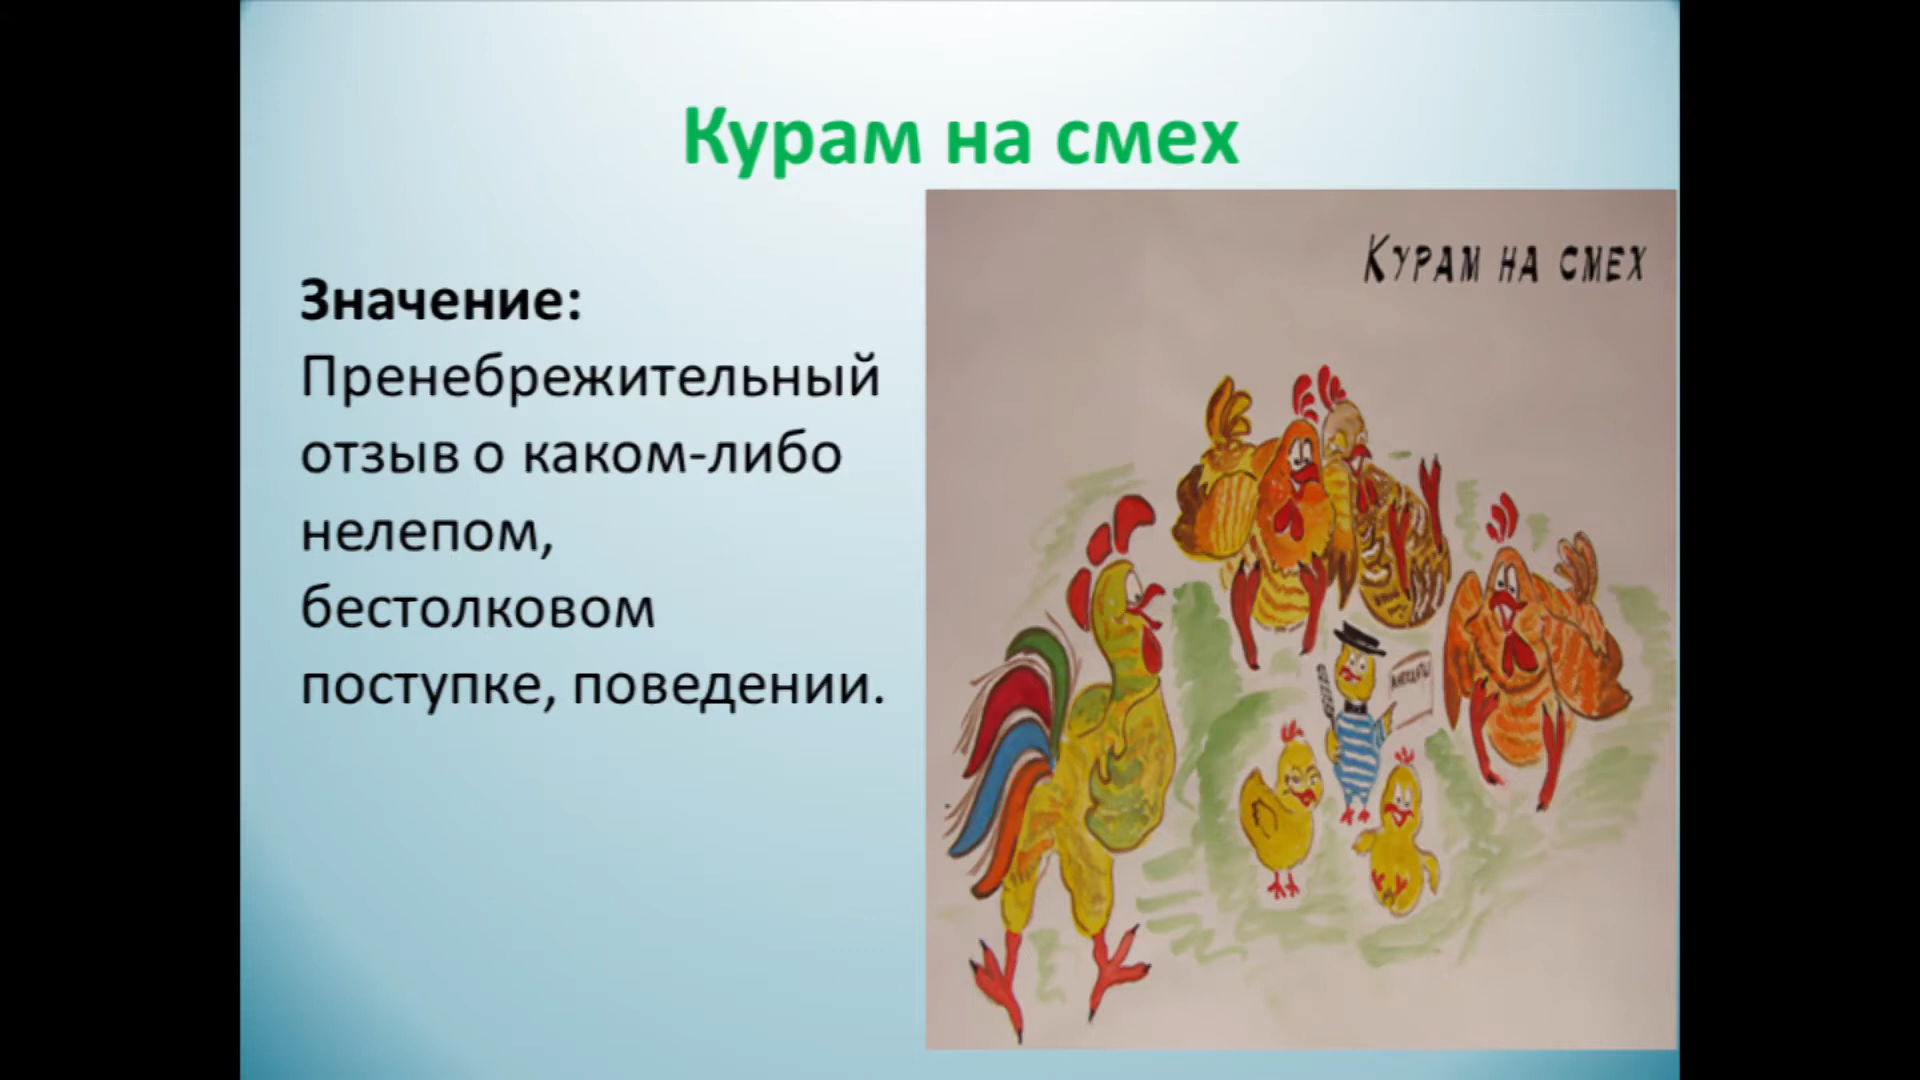 Курам на смех
Курам на смех
Значение:
Пренебрежительный
отзыв о каком-либо
нелепом,
бестолковом
поступке, поведении.